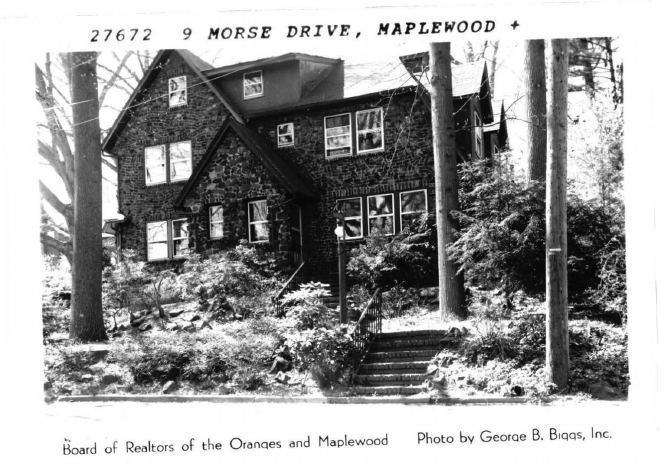 27672 9 MORSE DRIVE, MAPLEWOOD +
Board of Realtors of the Oranges and Maplewood Photo by George B. Biggs, Inc.